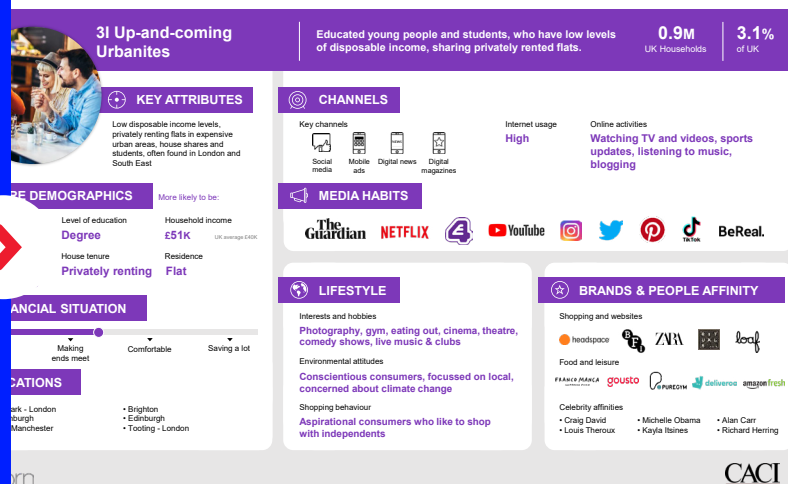 3I Up-and-coming
Urbanites
Educated young people and students, who have low levels
of disposable income, sharing privately rented flats.
0.9M
UK Households
3.1%
of UK
KEY ATTRIBUTES
Low disposable income levels,
privately renting flats in expensive
urban areas, house shares and
students, often found in London and
South East
RE DEMOGRAPHICS
More likely to be:
Level of education
Degree
Household income
£51K
UK average £40K
House tenure
Privately renting
Residence
Flat
ANCIAL SITUATION
Making
ends meet
Comfortable
Saving a lot
CATIONS
ark - London
nburgh
Manchester
• Brighton
• Edinburgh
• Tooting - London
CHANNELS
Key channels
Social
media
Mobile
ads
NEWS
Digital news
Digital
magazines
Internet usage
High
Online activities
Watching TV and videos, sports
updates, listening to music,
blogging
MEDIA HABITS
The
Guardian
NETFLIX
4
YouTube
TikTok
BeReal.
LIFESTYLE
Interests and hobbies
Photography, gym, eating out, cinema, theatre,
comedy shows, live music & clubs
Environmental attitudes
Conscientious consumers, focussed on local,
concerned about climate change
Shopping behaviour
Aspirational consumers who like to shop
with independents
BRANDS & PEOPLE AFFINITY
Shopping and websites
headspace
BFI
ZARA
loaf
Food and leisure
FRANCO MANCA
gousto
PUREGYM
deliveroo
amazon fresh
Celebrity affinities
• Craig David
• Louis Theroux
• Michelle Obama
• Kayla Itsines
• Alan Carr
• Richard Herring
orn
CACI